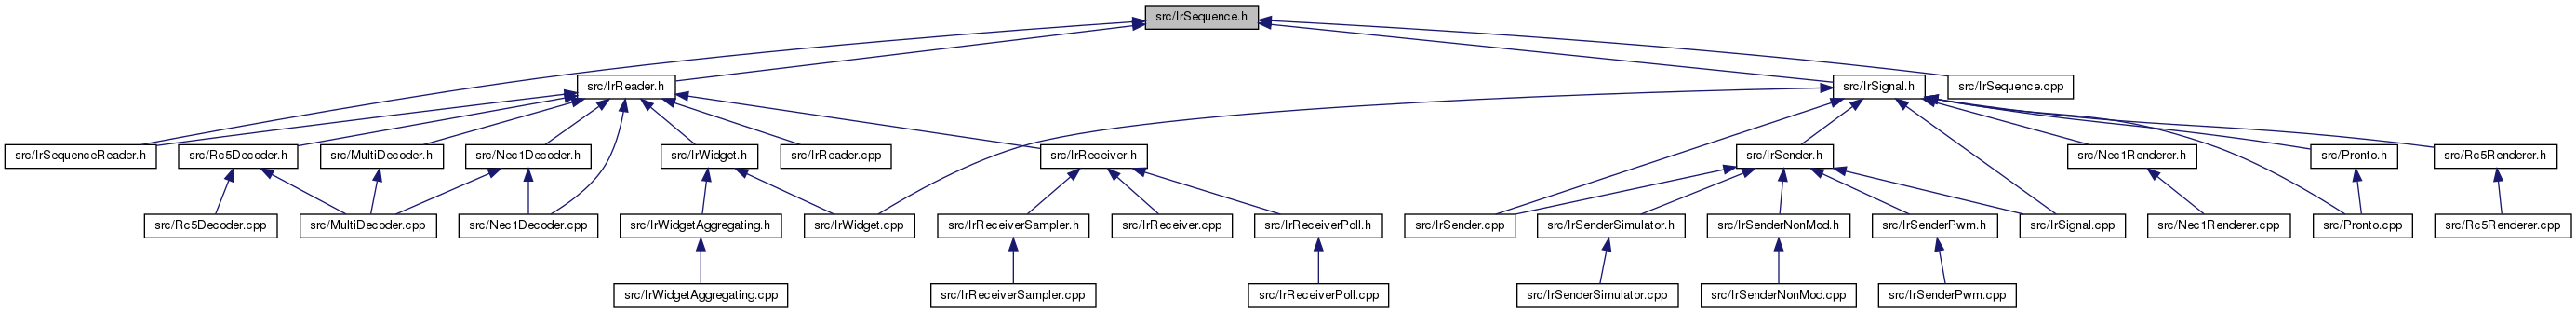 src/IrSequence.h
src/IrReader.h
src/IrSignal.h
src/IrSequence.cpp
src/IrSequenceReader.h
src/Rc5Decoder.h
src/MultiDecoder.h
src/Nec1Decoder.h
src/IrWidget.h
src/IrReader.cpp
src/IrReceiver.h
src/IrSender.h
src/Nec1Renderer.h
src/Pronto.h
src/Rc5Renderer.h
src/Rc5Decoder.cpp
src/MultiDecoder.cpp
src/Nec1Decoder.cpp
src/IrWidgetAggregating.h
src/IrWidget.cpp
src/IrReceiverSampler.h
src/IrReceiver.cpp
src/IrReceiverPoll.h
src/IrSender.cpp
src/IrSenderSimulator.h
src/IrSenderNonMod.h
src/IrSenderPwm.h
src/IrSignal.cpp
src/Nec1Renderer.cpp
src/Pronto.cpp
src/Rc5Renderer.cpp
src/IrWidgetAggregating.cpp
src/IrReceiverSampler.cpp
src/IrReceiverPoll.cpp
src/IrSenderSimulator.cpp
src/IrSenderNonMod.cpp
src/IrSenderPwm.cpp